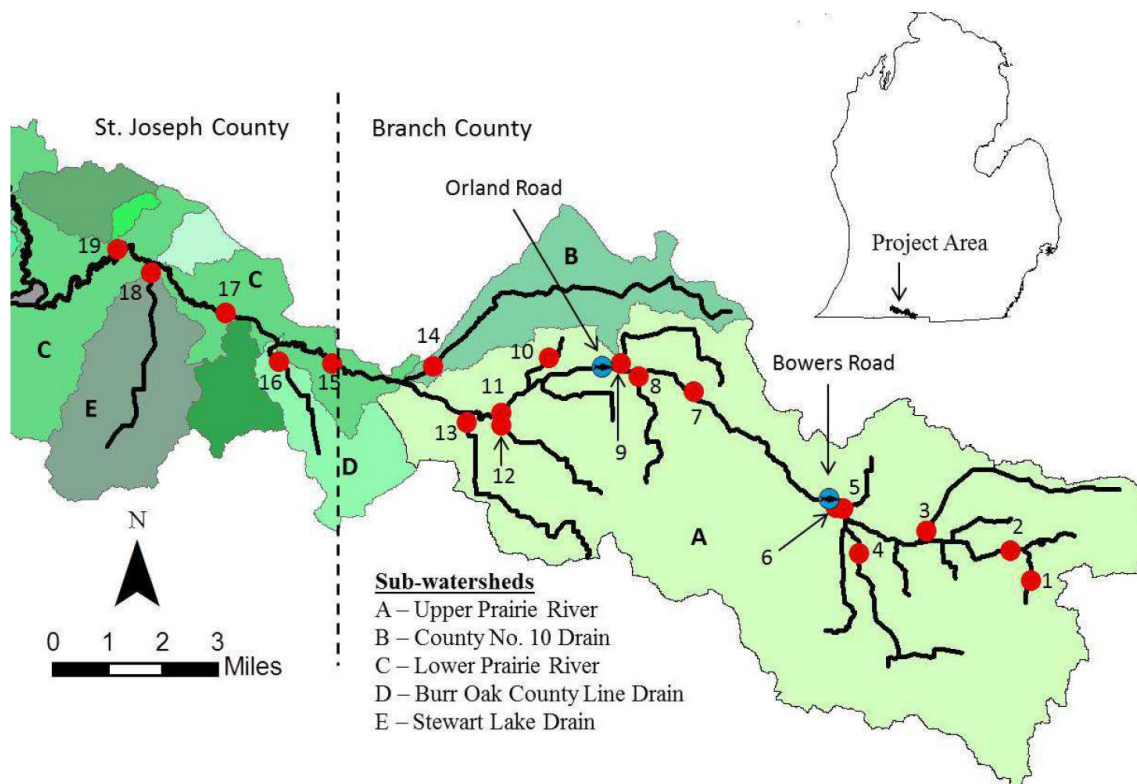 St. Joseph County
Branch County
Orland Road
Project Area
Bowers Road
B
C
C
E
D
A
19
18
17
16
15
14
10
11
13
12
9
8
7
5
6
4
3
2
1
N
0 1 2 3
Miles
Sub-watersheds
A – Upper Prairie River
B – County No. 10 Drain
C – Lower Prairie River
D – Burr Oak County Line Drain
E – Stewart Lake Drain